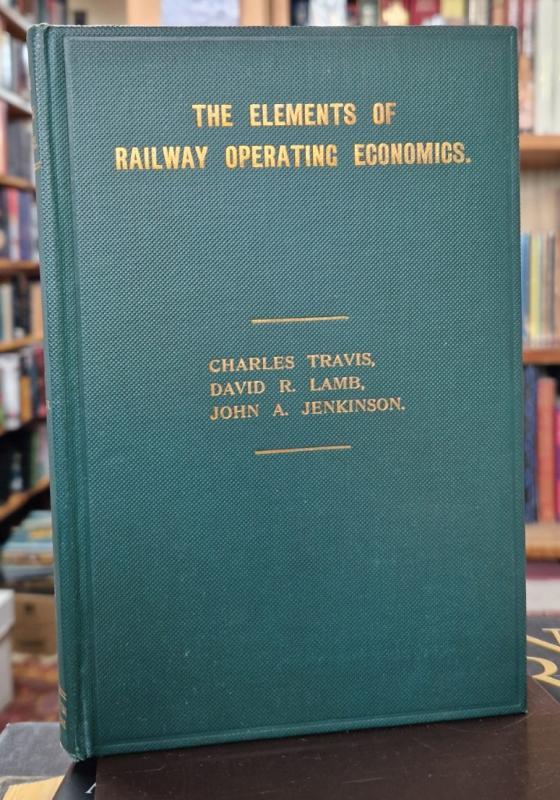 THE ELEMENTS OF
RAILWAY OPERATING ECONOMICS.
CHARLES TRAVIS,
DAVID R. LAMB,
JOHN A. JENKINSON.